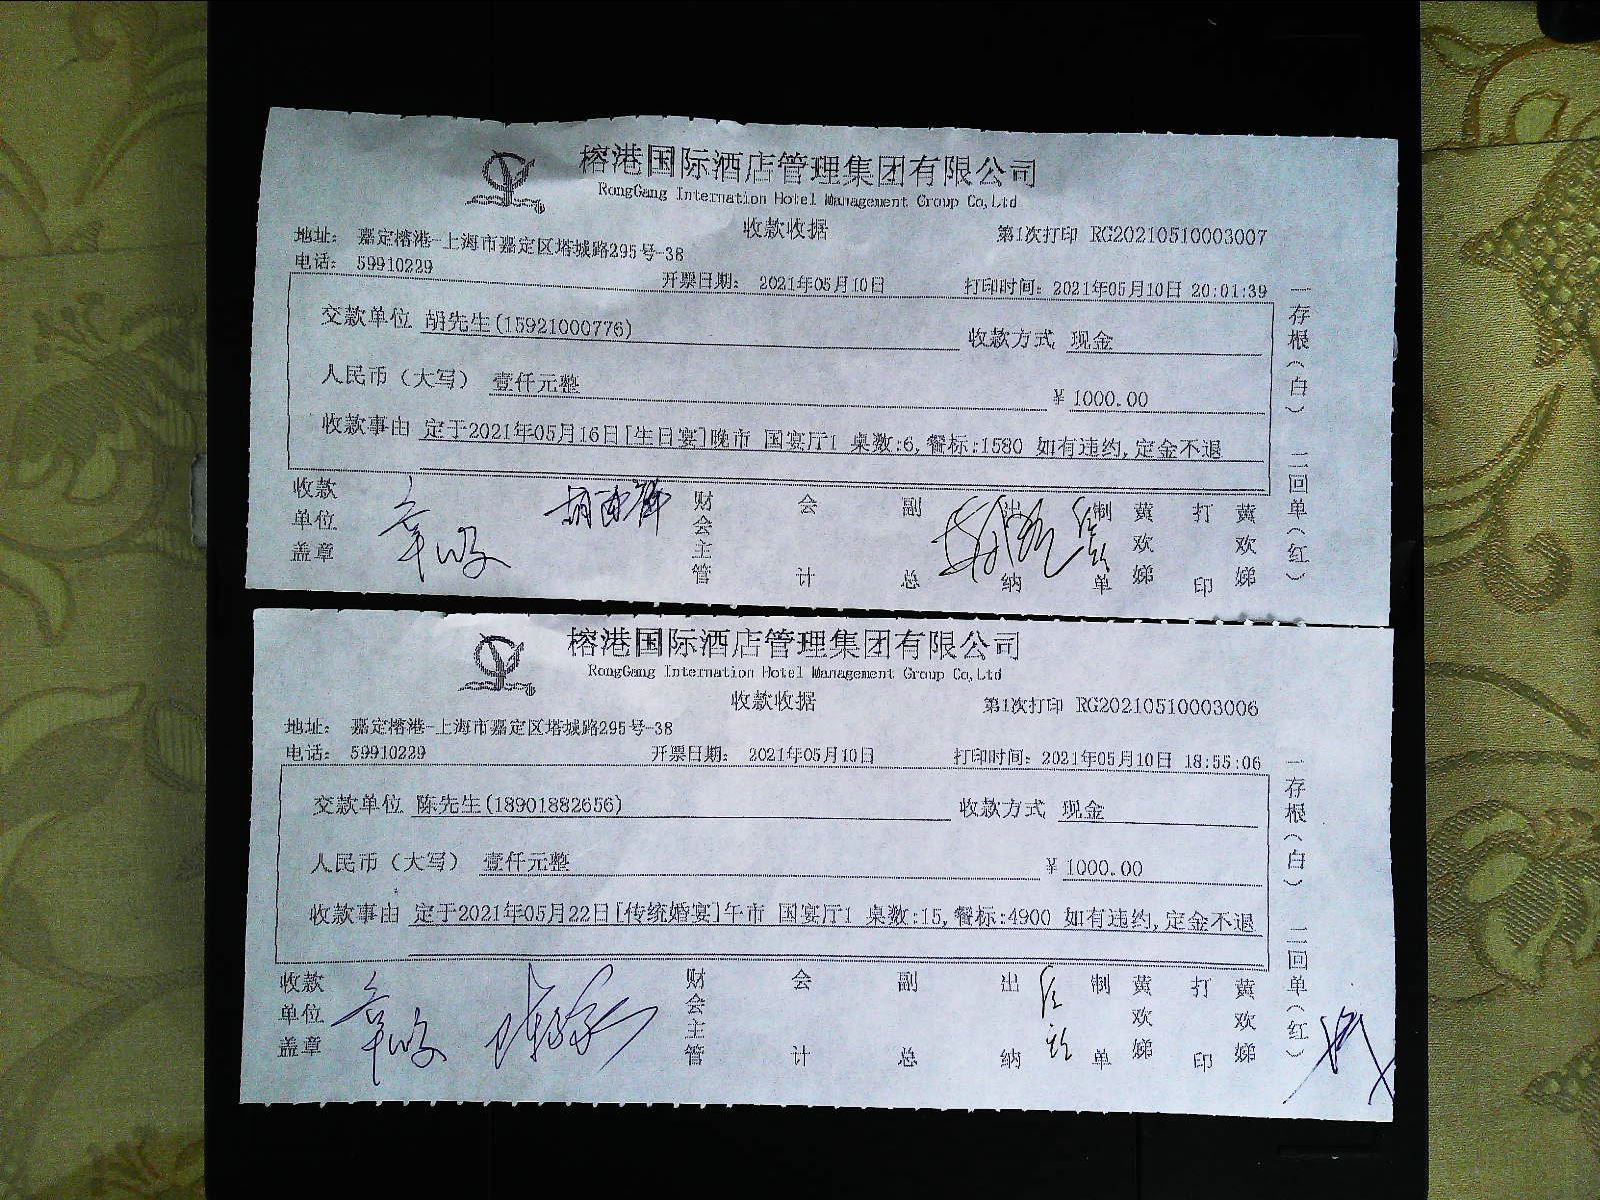 榕港国际酒店管理集团有限公司
RongGang Internation Hotel Management Group Co,Ltd
收款收据
第1次打印 RG20210510003007
地址： 嘉定榕港-上海市嘉定区塔城路295号-38
电话： 59910229
开票日期： 2021年05月10日
打印时间：2021年05月10日 20:01:39
交款单位 胡先生(15921000776)
收款方式 现金
人民币（大写） 壹仟元整
¥ 1000.00
收款事由 定于2021年05月16日[生日宴]晚市 国宴厅1 桌数:6,餐标:1580 如有违约,定金不退
收款单位盖章
财会主管
会计
副总
出纳
制单
黄欢娣
打印
黄欢娣
一存根（白） 二回单（红）
榕港国际酒店管理集团有限公司
RongGang Internation Hotel Management Group Co,Ltd
收款收据
第1次打印 RG20210510003006
地址： 嘉定榕港-上海市嘉定区塔城路295号-38
电话： 59910229
开票日期： 2021年05月10日
打印时间：2021年05月10日 18:55:06
交款单位 陈先生(18901882656)
收款方式 现金
人民币（大写） 壹仟元整
¥ 1000.00
收款事由 定于2021年05月22日[传统婚宴]午市 国宴厅1 桌数:15,餐标:4900 如有违约,定金不退
收款单位盖章
财会主管
会计
副总
出纳
制单
黄欢娣
打印
黄欢娣
一存根（白） 二回单（红）